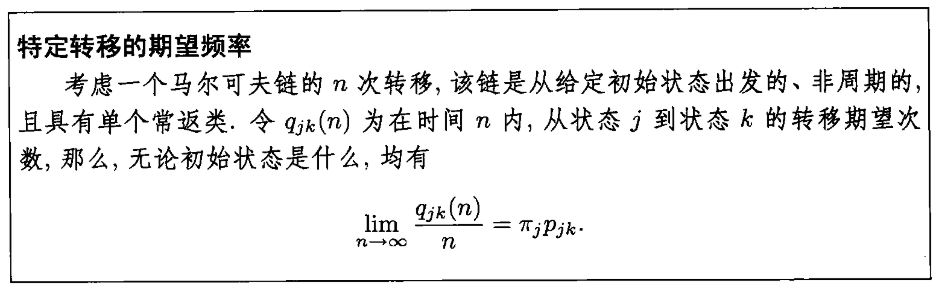 特定转移的期望频率
考虑一个马尔可夫链的 n 次转移, 该链是从给定初始状态出发的、非周期的,
且具有单个常返类. 令 q_{jk}(n) 为在时间 n 内, 从状态 j 到状态 k 的转移期望次
数, 那么, 无论初始状态是什么, 均有
lim_{n→∞} q_{jk}(n)/n = π_j p_{jk}.